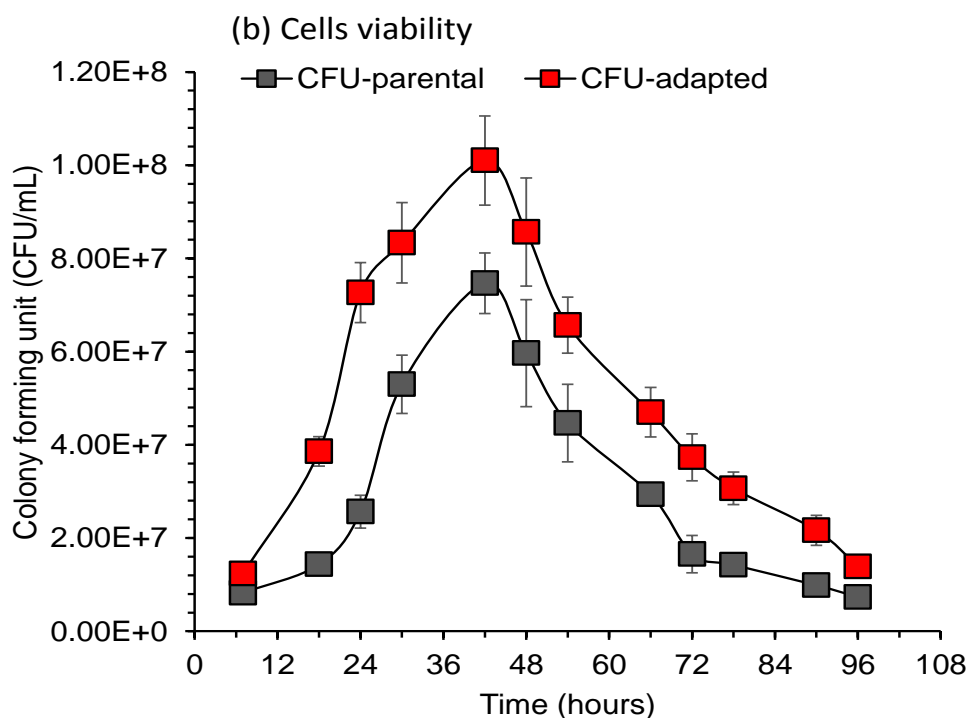 (b) Cells viability
CFU-parental CFU-adapted
1.20E+8
1.00E+8
8.00E+7
6.00E+7
4.00E+7
2.00E+7
0.00E+0
Colony forming unit (CFU/mL)
0 12 24 36 48 60 72 84 96 108
Time (hours)